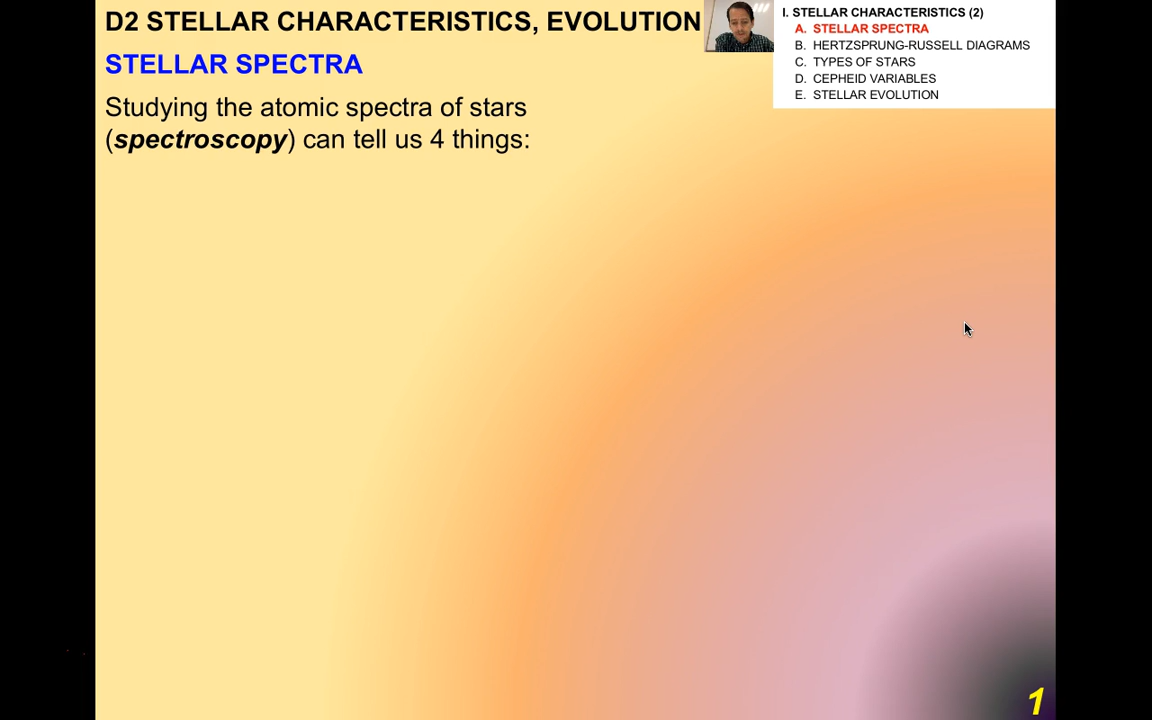 D2 STELLAR CHARACTERISTICS, EVOLUTION
STELLAR SPECTRA
Studying the atomic spectra of stars
(spectroscopy) can tell us 4 things:
I. STELLAR CHARACTERISTICS (2)
A. STELLAR SPECTRA
B. HERTZSPRUNG-RUSSELL DIAGRAMS
C. TYPES OF STARS
D. CEPHEID VARIABLES
E. STELLAR EVOLUTION
1